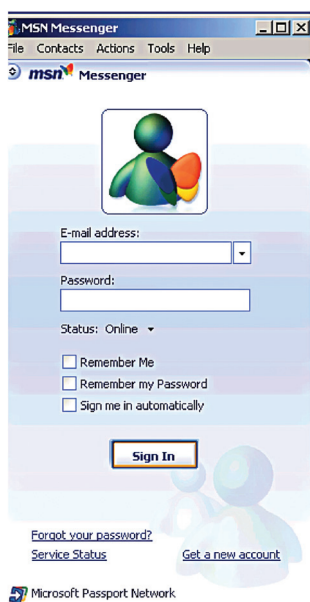 MSN Messenger
File Contacts Actions Tools Help
msn Messenger
E-mail address:
Password:
Status: Online
Remember Me
Remember my Password
Sign me in automatically
Sign In
Forgot your password?
Service Status Get a new account
Microsoft Passport Network